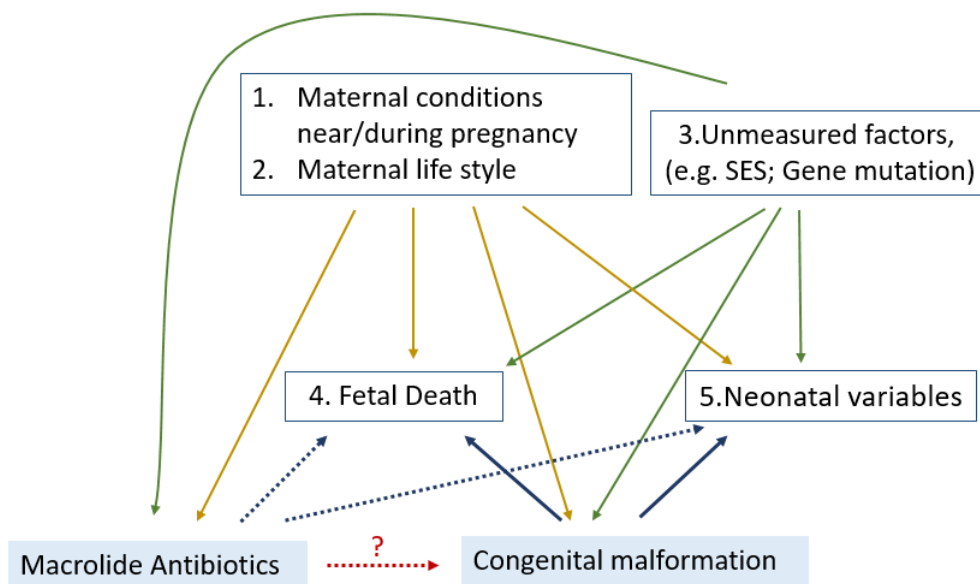 1. Maternal conditions
near/during pregnancy
2. Maternal life style
3.Unmeasured factors,
(e.g. SES; Gene mutation)
4. Fetal Death
5.Neonatal variables
?
Macrolide Antibiotics
Congenital malformation